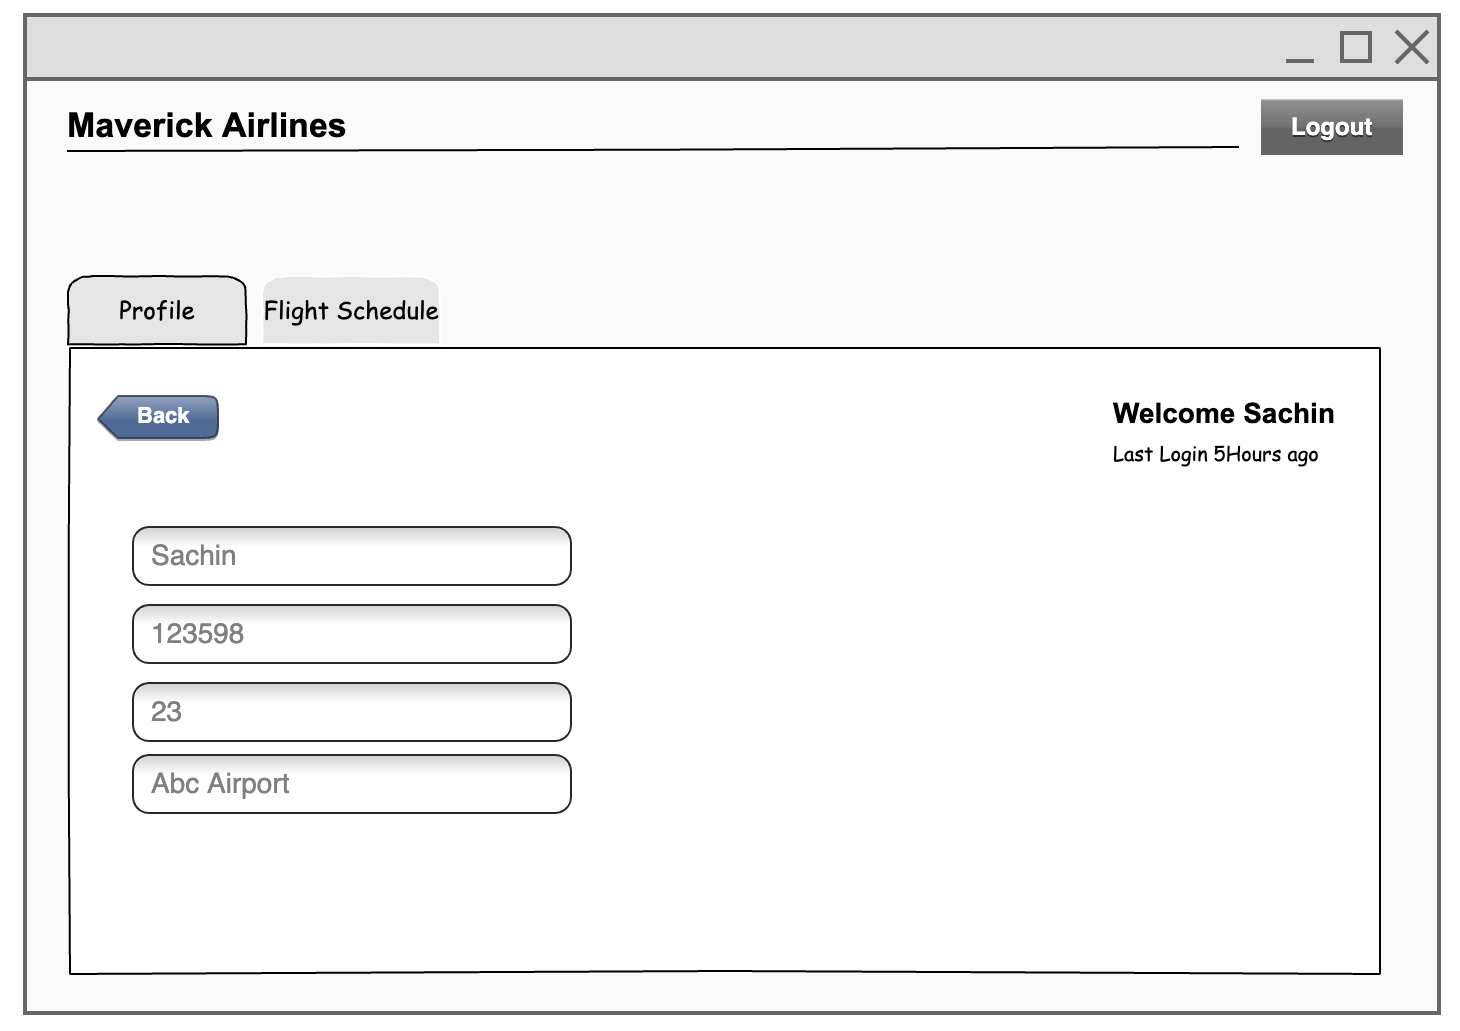 Maverick Airlines
Logout
Profile
Flight Schedule
Back
Welcome Sachin
Last Login 5Hours ago
Sachin
123598
23
Abc Airport